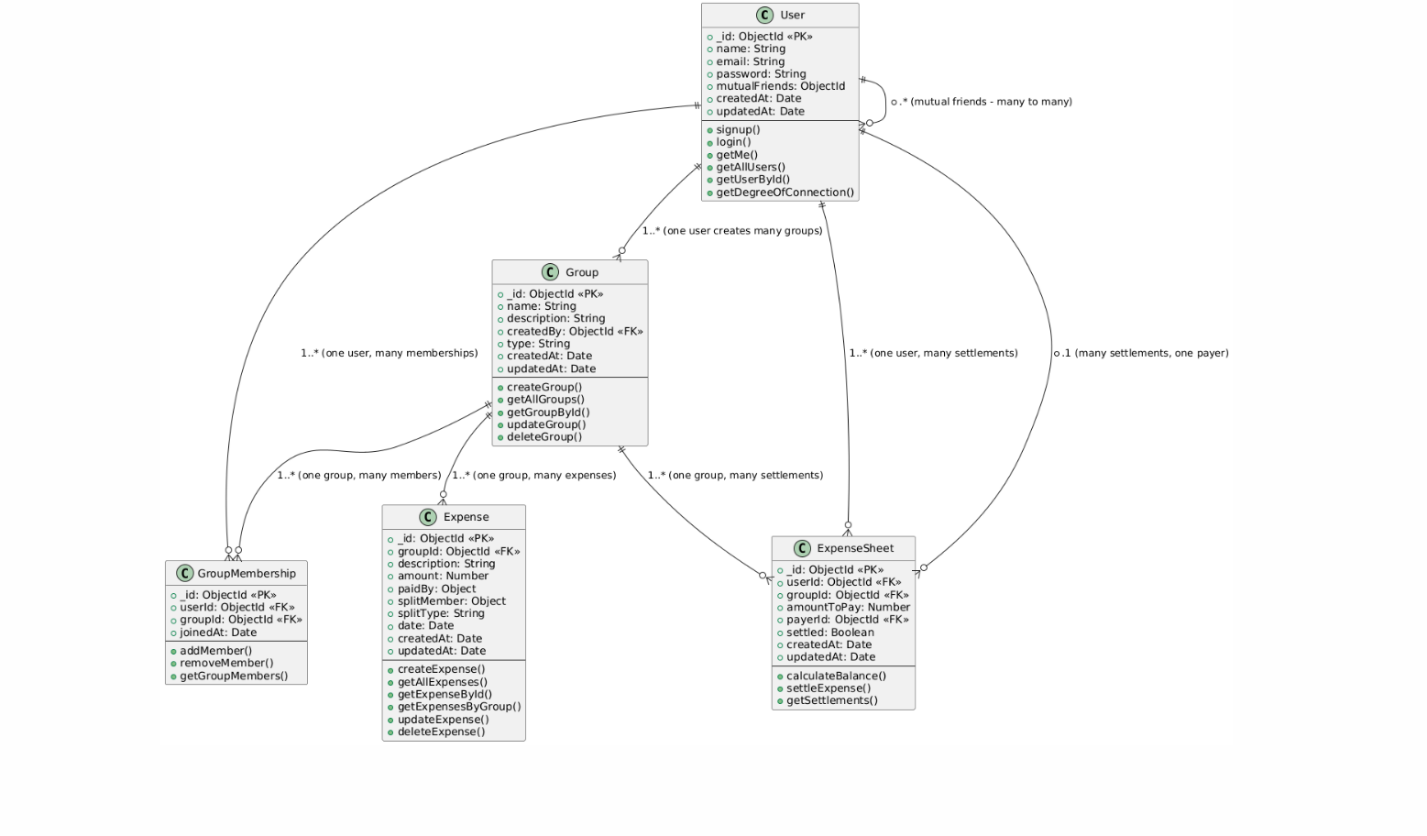 C User
_id: ObjectId «PK»
name: String
email: String
password: String
mutualFriends: ObjectId
createdAt: Date
updatedAt: Date
signup()
login()
getMe()
getAllUsers()
getUserById()
getDegreeOfConnection()
.* (mutual friends - many to many)
1..* (one user creates many groups)
C Group
_id: ObjectId «PK»
name: String
description: String
createdBy: ObjectId «FK»
type: String
createdAt: Date
updatedAt: Date
createGroup()
getAllGroups()
getGroupById()
updateGroup()
deleteGroup()
1..* (one user, many memberships)
1..* (one user, many settlements)
.1 (many settlements, one payer)
1..* (one group, many members)
1..* (one group, many expenses)
1..* (one group, many settlements)
C GroupMembership
_id: ObjectId «PK»
userId: ObjectId «FK»
groupId: ObjectId «FK»
joinedAt: Date
addMember()
removeMember()
getGroupMembers()
C Expense
_id: ObjectId «PK»
groupId: ObjectId «FK»
description: String
amount: Number
paidBy: Object
splitMember: Object
splitType: String
date: Date
createdAt: Date
updatedAt: Date
createExpense()
getAllExpenses()
getExpenseById()
getExpensesByGroup()
updateExpense()
deleteExpense()
C ExpenseSheet
_id: ObjectId «PK»
userId: ObjectId «FK»
groupId: ObjectId «FK»
amountToPay: Number
payerId: ObjectId «FK»
settled: Boolean
createdAt: Date
updatedAt: Date
calculateBalance()
settleExpense()
getSettlements()